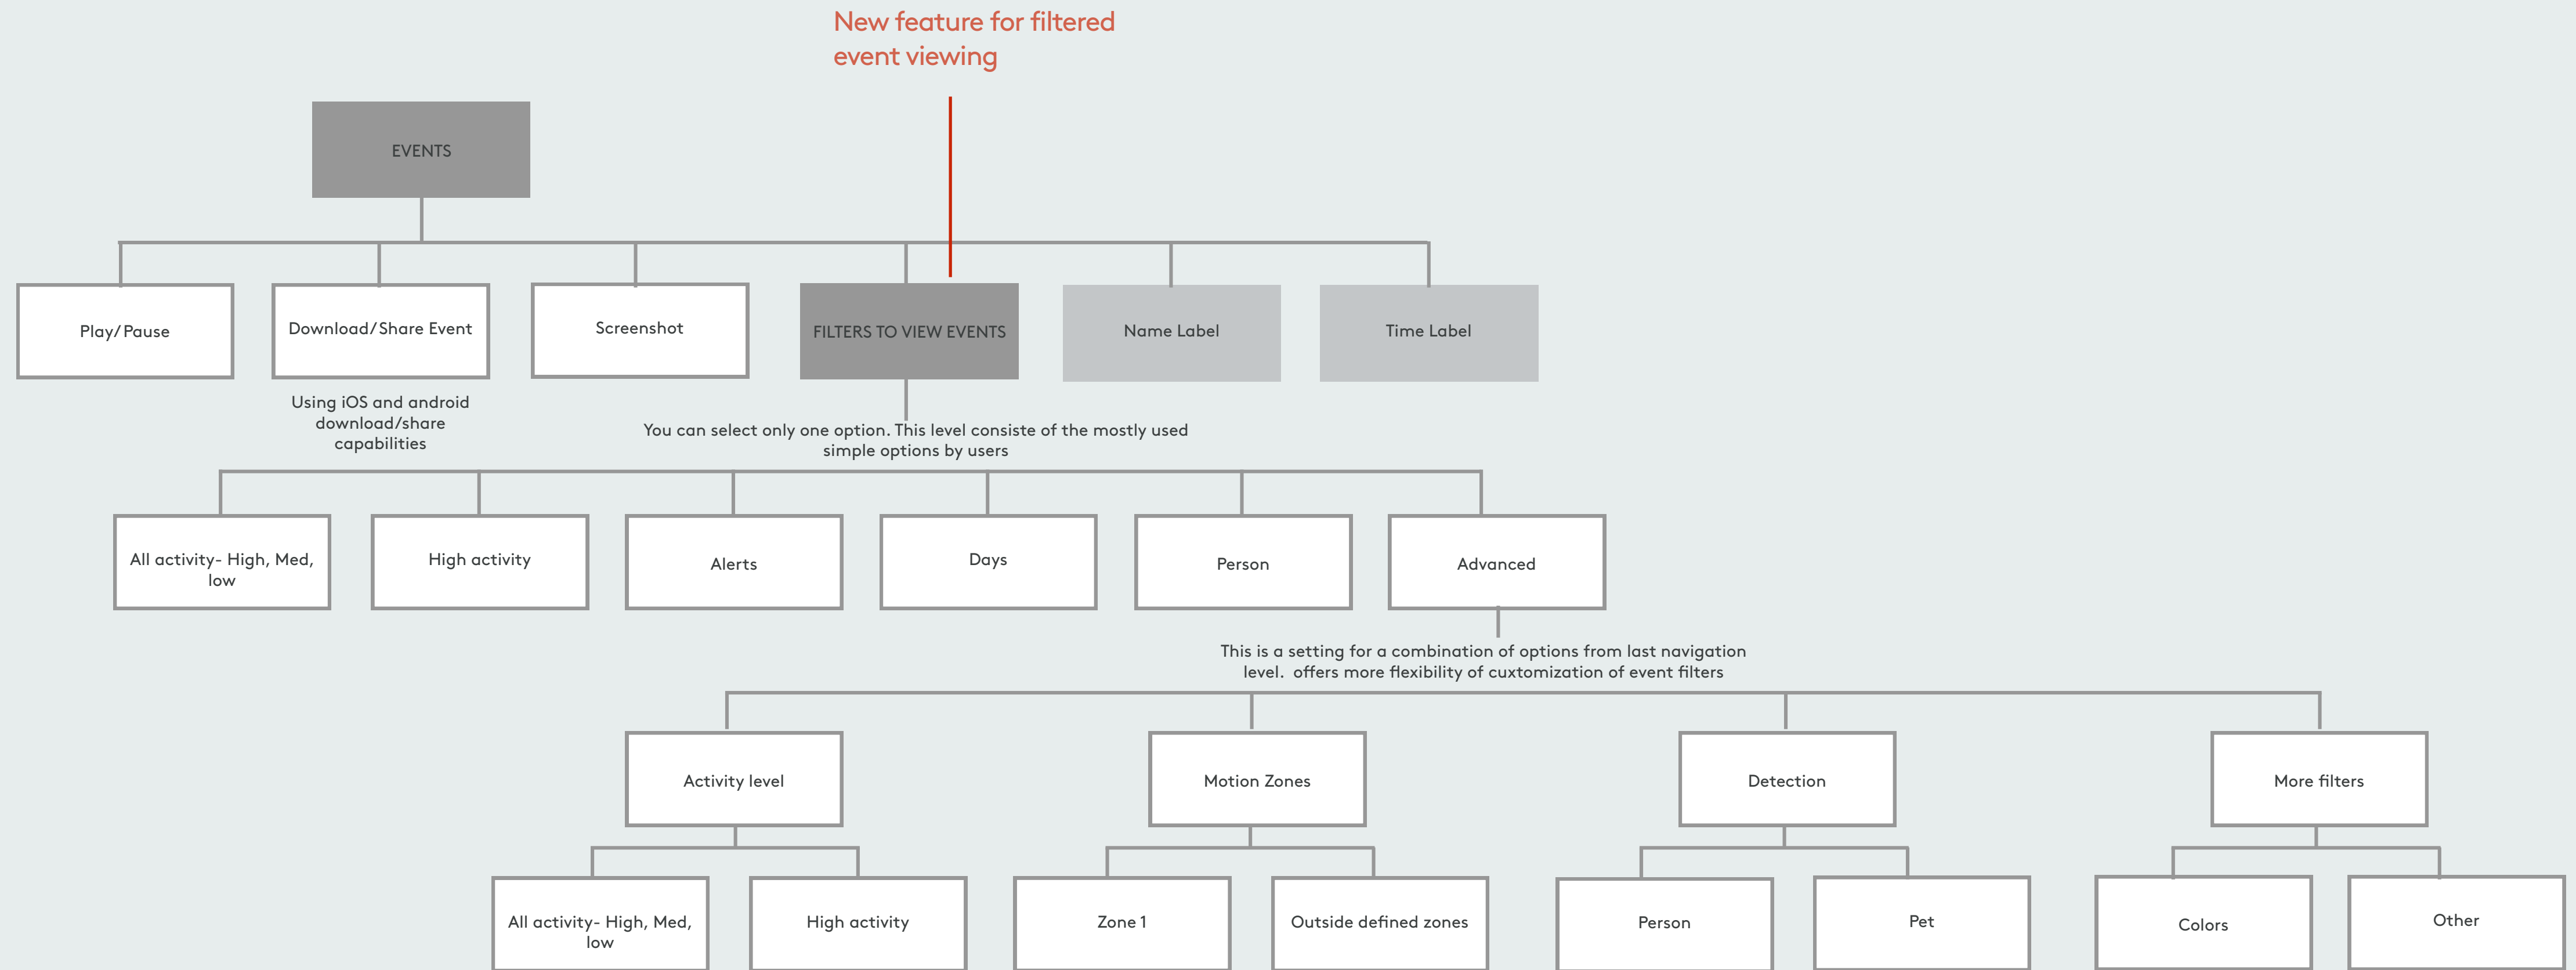 New feature for filtered
event viewing
EVENTS
Play/Pause
Download/Share Event
Screenshot
FILTERS TO VIEW EVENTS
Name Label
Time Label
Using iOS and android
download/share
capabilities
You can select only one option. This level consiste of the mostly used
simple options by users
All activity- High, Med,
low
High activity
Alerts
Days
Person
Advanced
This is a setting for a combination of options from last navigation
level.  offers more flexibility of cuxtomization of event filters
Activity level
Motion Zones
Detection
More filters
All activity- High, Med,
low
High activity
Zone 1
Outside defined zones
Person
Pet
Colors
Other